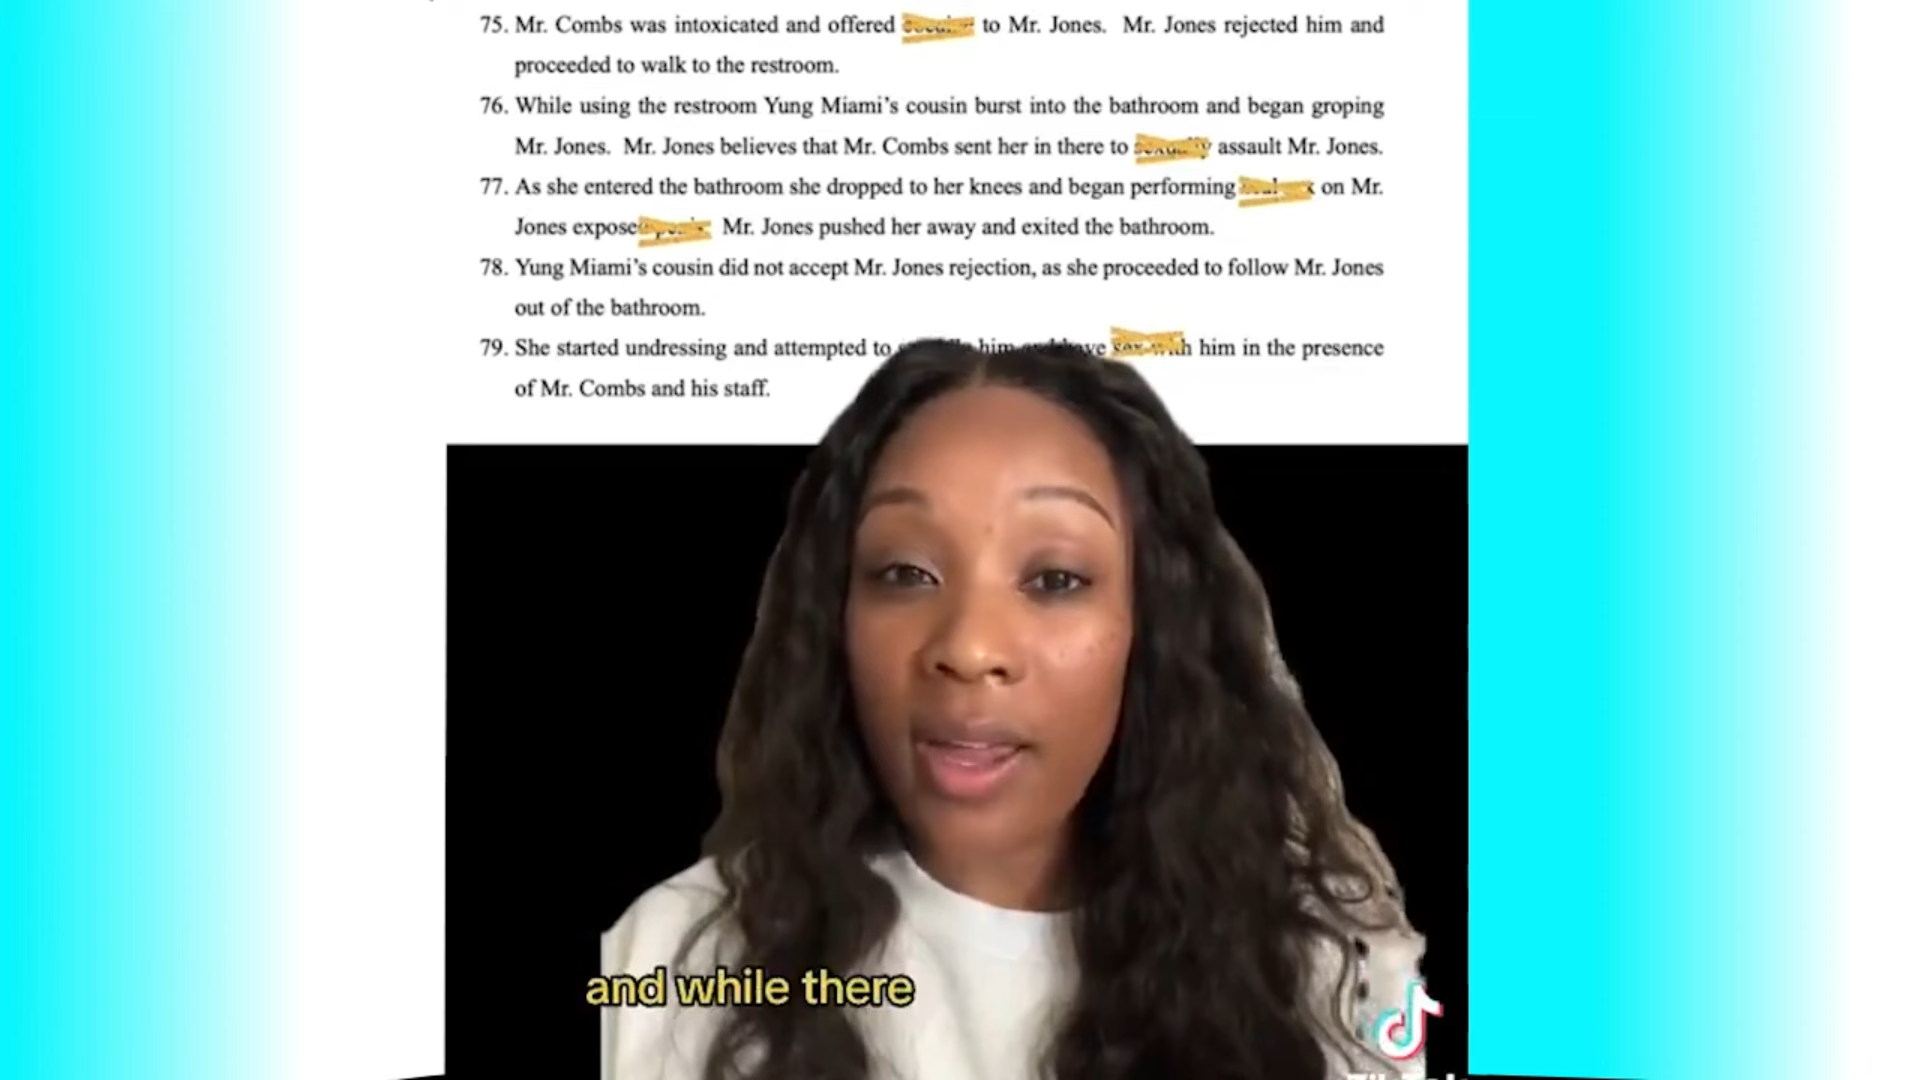 75. Mr. Combs was intoxicated and offered to Mr. Jones. Mr. Jones rejected him and
proceeded to walk to the restroom.
76. While using the restroom Yung Miami's cousin burst into the bathroom and began groping
Mr. Jones. Mr. Jones believes that Mr. Combs sent her in there to sexually assault Mr. Jones.
77. As she entered the bathroom she dropped to her knees and began performing on Mr.
Jones Mr. Jones pushed her away and exited the bathroom.
78. Yung Miami's cousin did not accept Mr. Jones rejection, as she proceeded to follow Mr. Jones
out of the bathroom.
79. She started undressing and attempted to him sex with him in the presence
of Mr. Combs and his staff.
and while there